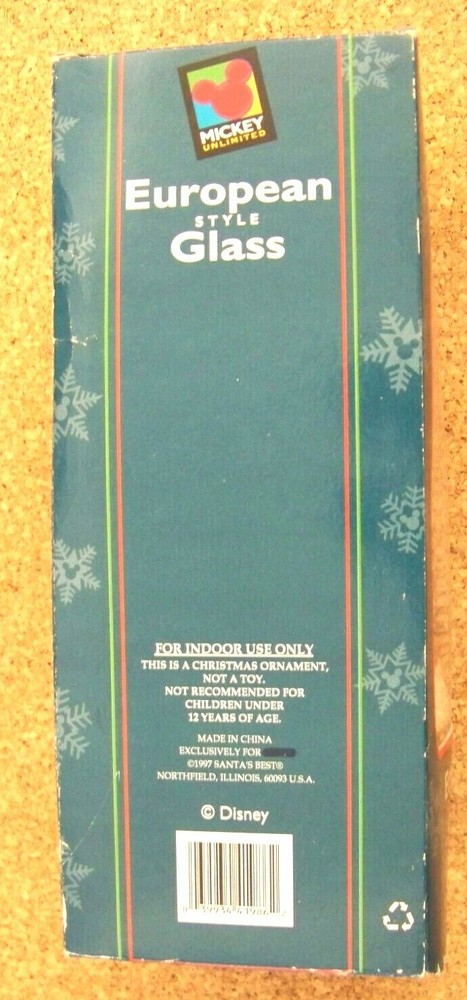 MICKEY
UNLIMITED
European
STYLE
Glass
FOR INDOOR USE ONLY
THIS IS A CHRISTMAS ORNAMENT,
NOT A TOY.
NOT RECOMMENDED FOR
CHILDREN UNDER
12 YEARS OF AGE.
MADE IN CHINA
EXCLUSIVELY FOR
©1997 SANTA'S BEST®
NORTHFIELD, ILLINOIS, 60093 U.S.A.
© Disney